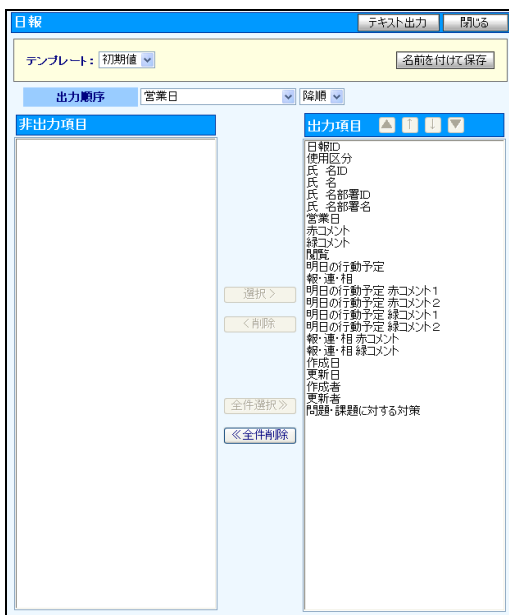 日報 テキスト出力 閉じる
テンプレート: 初期値 名前を付けて保存
出力順序 営業日 降順
非出力項目
出力項目 ▲ ↑ ↓ ▼
日報ID
使用区分
氏 名ID
氏 名
氏 名部署ID
氏 名部署名
営業日
赤コメント
緑コメント
閲覧
明日の行動予定
報・連・相
明日の行動予定 赤コメント1
明日の行動予定 赤コメント2
明日の行動予定 緑コメント1
明日の行動予定 緑コメント2
報・連・相 赤コメント
報・連・相 緑コメント
作成日
更新日
作成者
更新者
問題・課題に対する対策
選択>
<削除
全件選択≫
≪全件削除